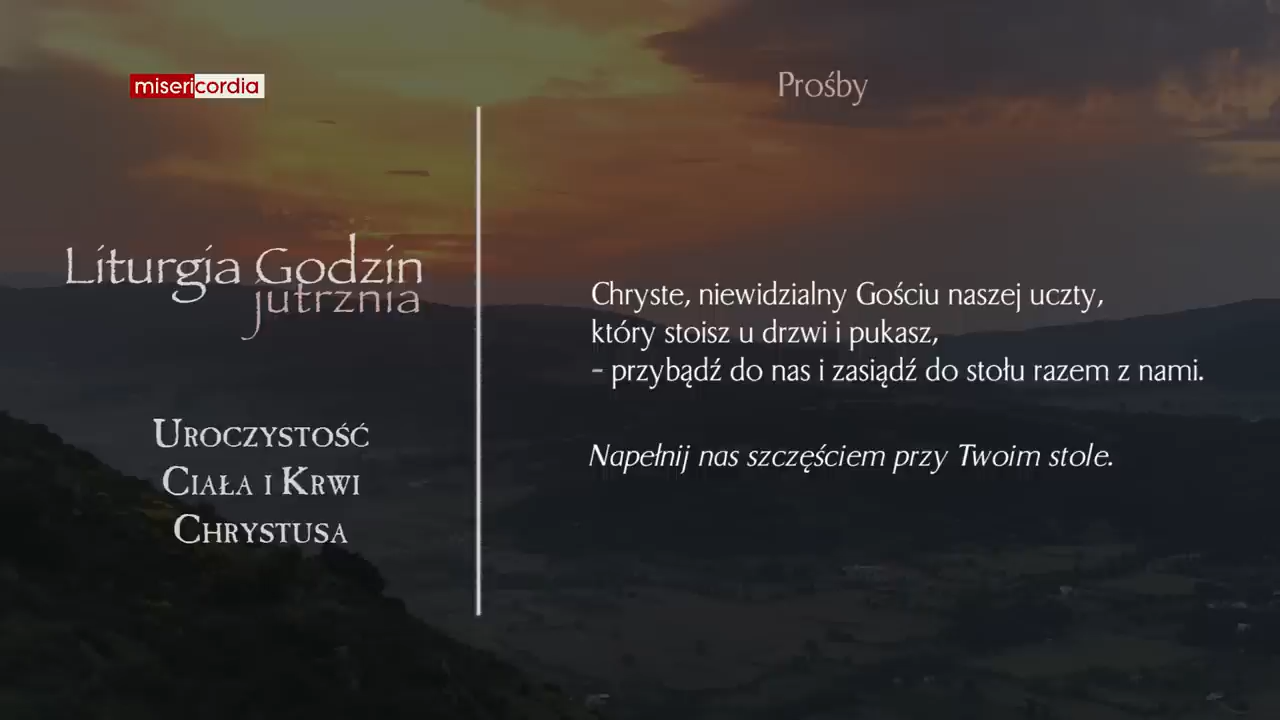 misericordia
Liturgia Godzin
jutrznia
Uroczystość
Ciała i Krwi
Chrystusa
Prośby
Chryste, niewidzialny Gościu naszej uczty,
który stoisz u drzwi i pukasz,
– przybądź do nas i zasiądź do stołu razem z nami.
Napełnij nas szczęściem przy Twoim stole.